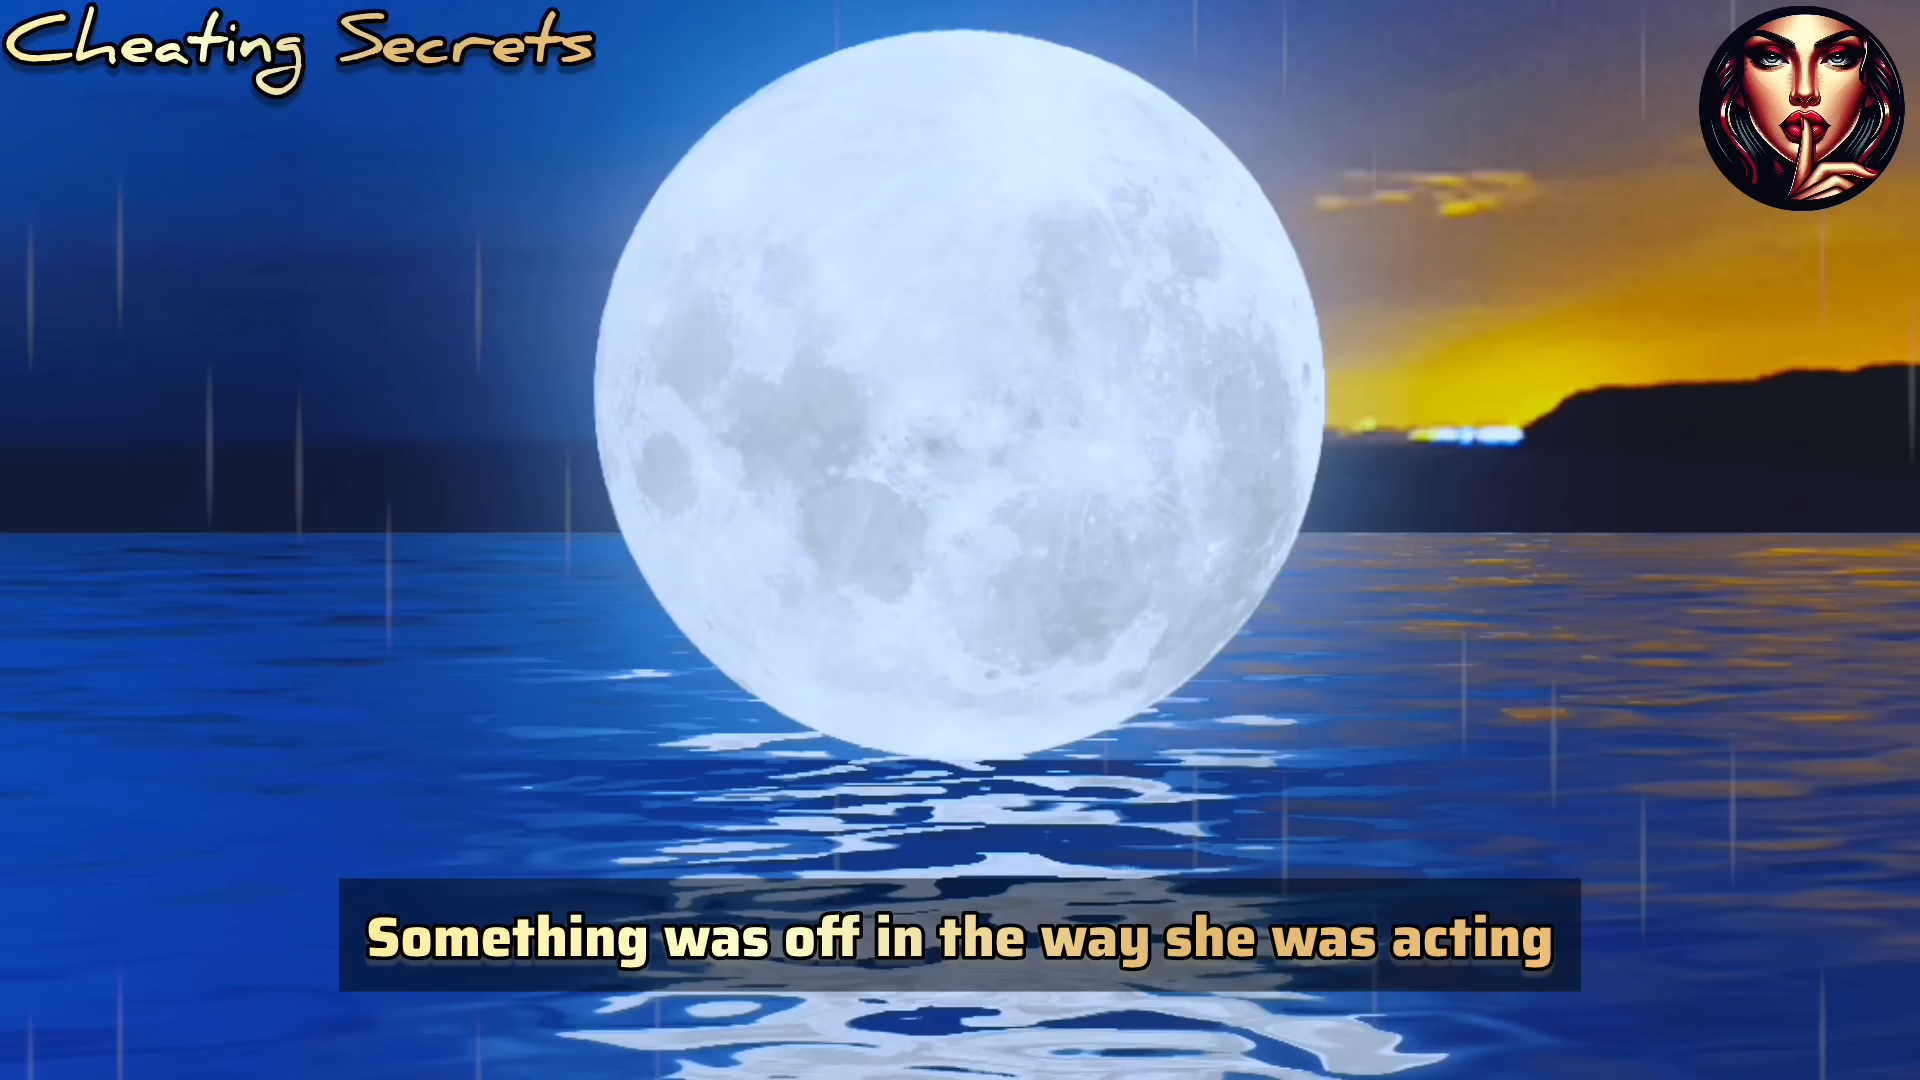 Cheating Secrets
Something was off in the way she was acting